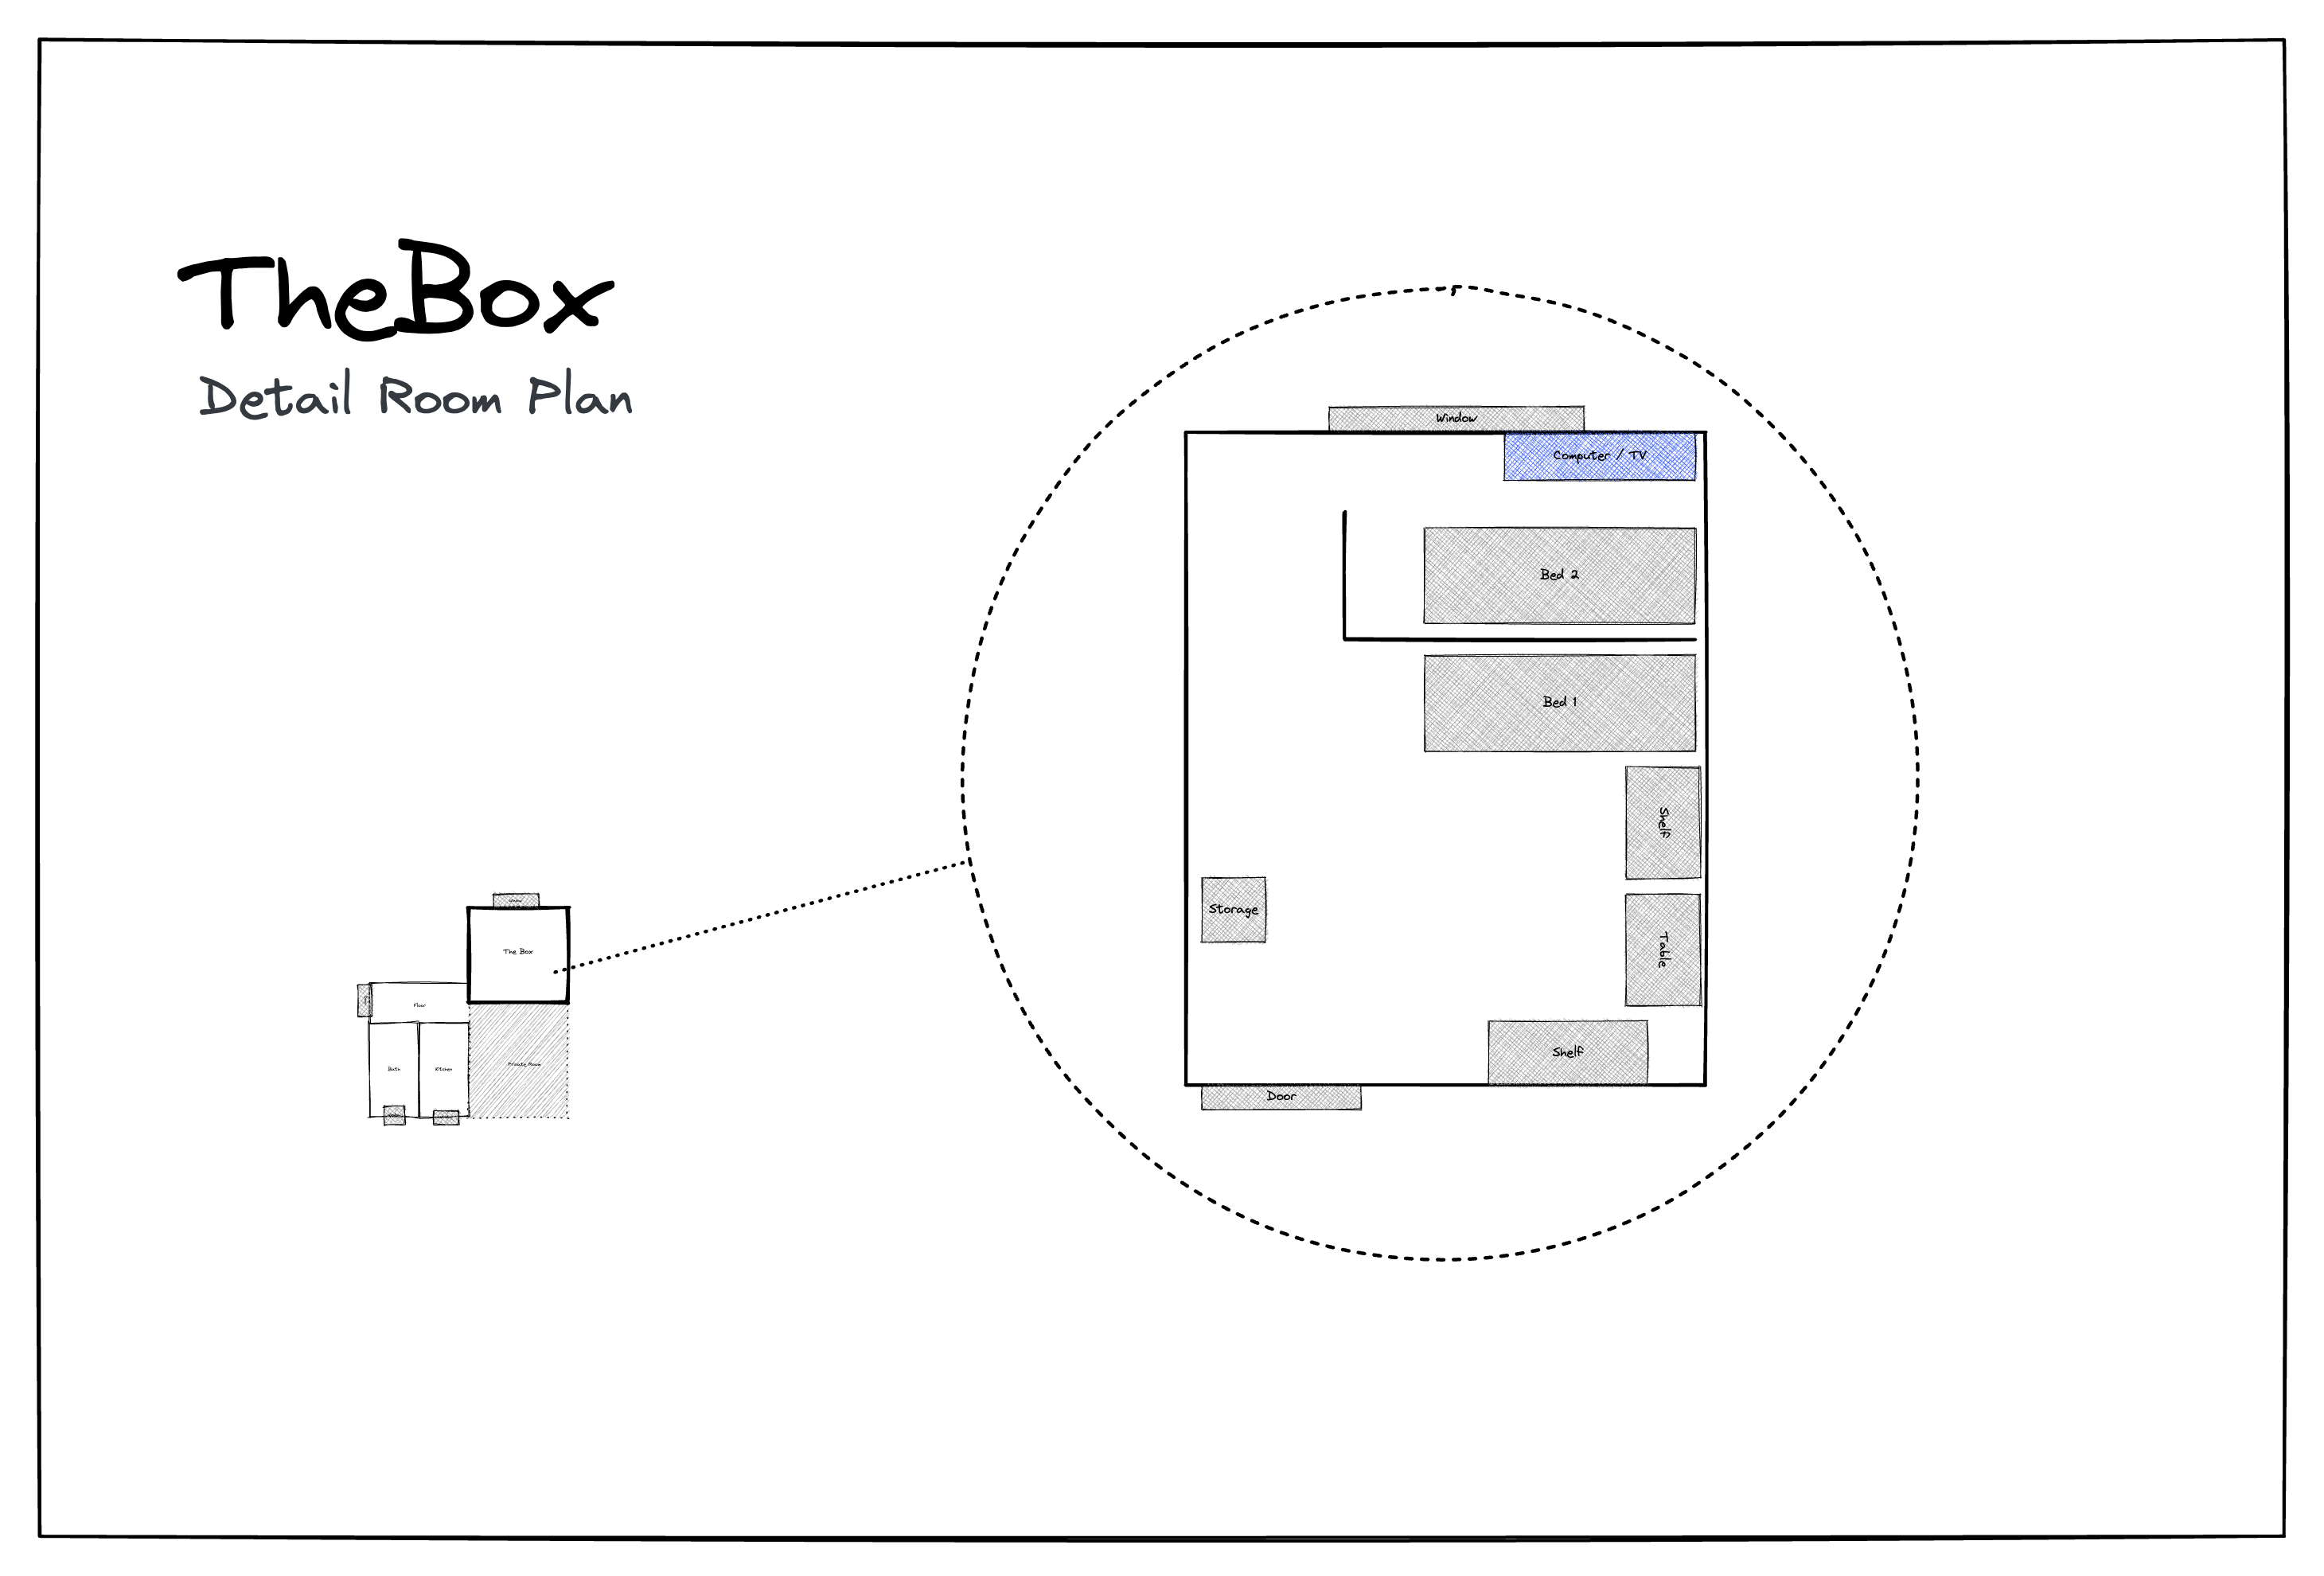 TheBox
Detail Room Plan
Window
Computer / TV
Bed 2
Bed 1
Shelf
Storage
Table
Shelf
Door
The Box
Floor
Bath
Kitchen
Private Room